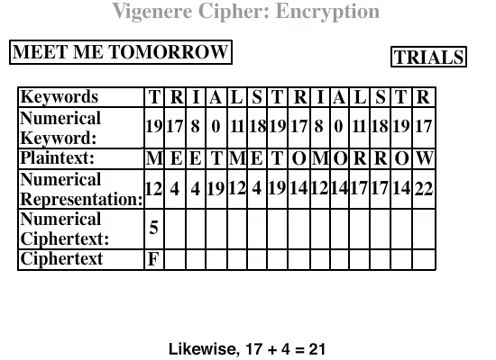 Vigenere Cipher: Encryption
MEET ME TOMORROW
TRIALS
Keywords T R I A L S T R I A L S T R
Numerical Keyword: 19 17 8 0 11 18 19 17 8 0 11 18 19 17
Plaintext: M E E T M E T O M O R R O W
Numerical Representation: 12 4 4 19 12 4 19 14 12 14 17 17 14 22
Numerical Ciphertext: 5
Ciphertext F
Likewise, 17 + 4 = 21